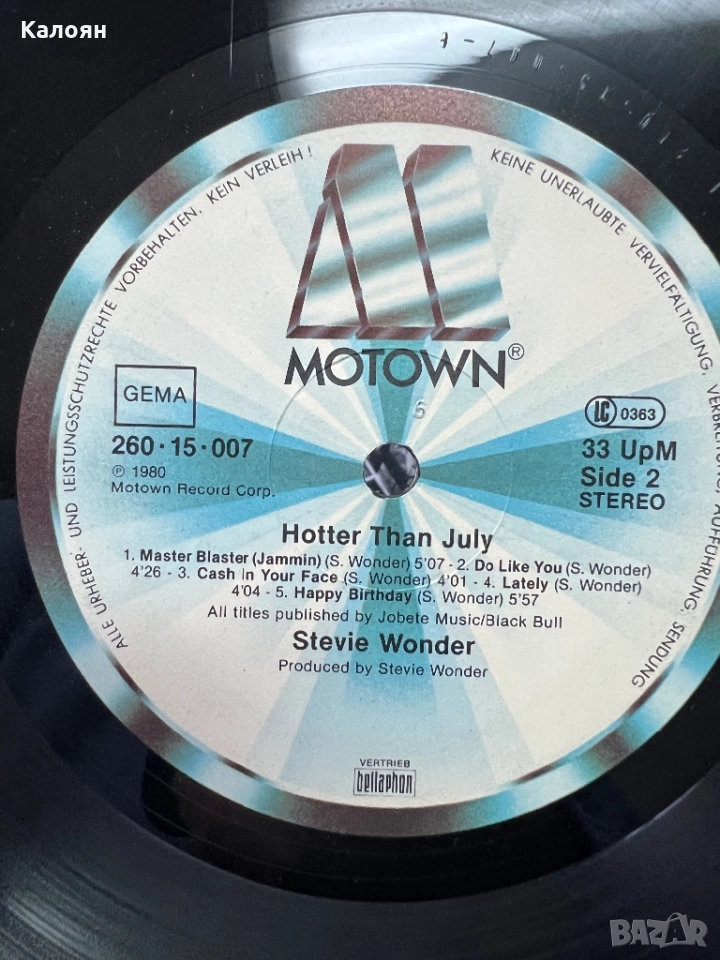 Калоян
ALLE URHEBER- UND LEISTUNGSSCHUTZRECHTE VORBEHALTEN. KEIN VERLEIH!
KEINE UNERLAUBTE VERVIELFÄLTIGUNG, AUFFÜHRUNG, SENDUNG
MOTOWN®
GEMA
LC 0363
260·15·007
33 UpM
℗ 1980
Side 2
Motown Record Corp.
STEREO
6
Hotter Than July
1. Master Blaster (Jammin) (S. Wonder) 5'07 - 2. Do Like You (S. Wonder)
4'26 - 3. Cash in Your Face (S. Wonder) 4'01 - 4. Lately (S. Wonder)
4'04 - 5. Happy Birthday (S. Wonder) 5'57
All titles published by Jobete Music/Black Bull
Stevie Wonder
Produced by Stevie Wonder
VERTRIEB
bellaphon
BAZAR